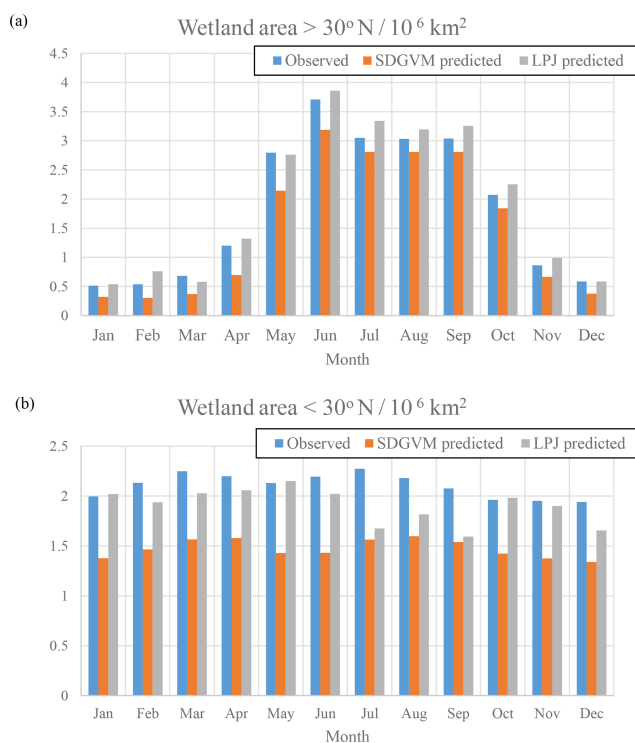 (a)
Wetland area > 30° N / 10⁶ km²
Observed SDGVM predicted LPJ predicted
4.5
4
3.5
3
2.5
2
1.5
1
0.5
0
Jan Feb Mar Apr May Jun Jul Aug Sep Oct Nov Dec
Month
(b)
Wetland area < 30° N / 10⁶ km²
Observed SDGVM predicted LPJ predicted
2.5
2
1.5
1
0.5
0
Jan Feb Mar Apr May Jun Jul Aug Sep Oct Nov Dec
Month